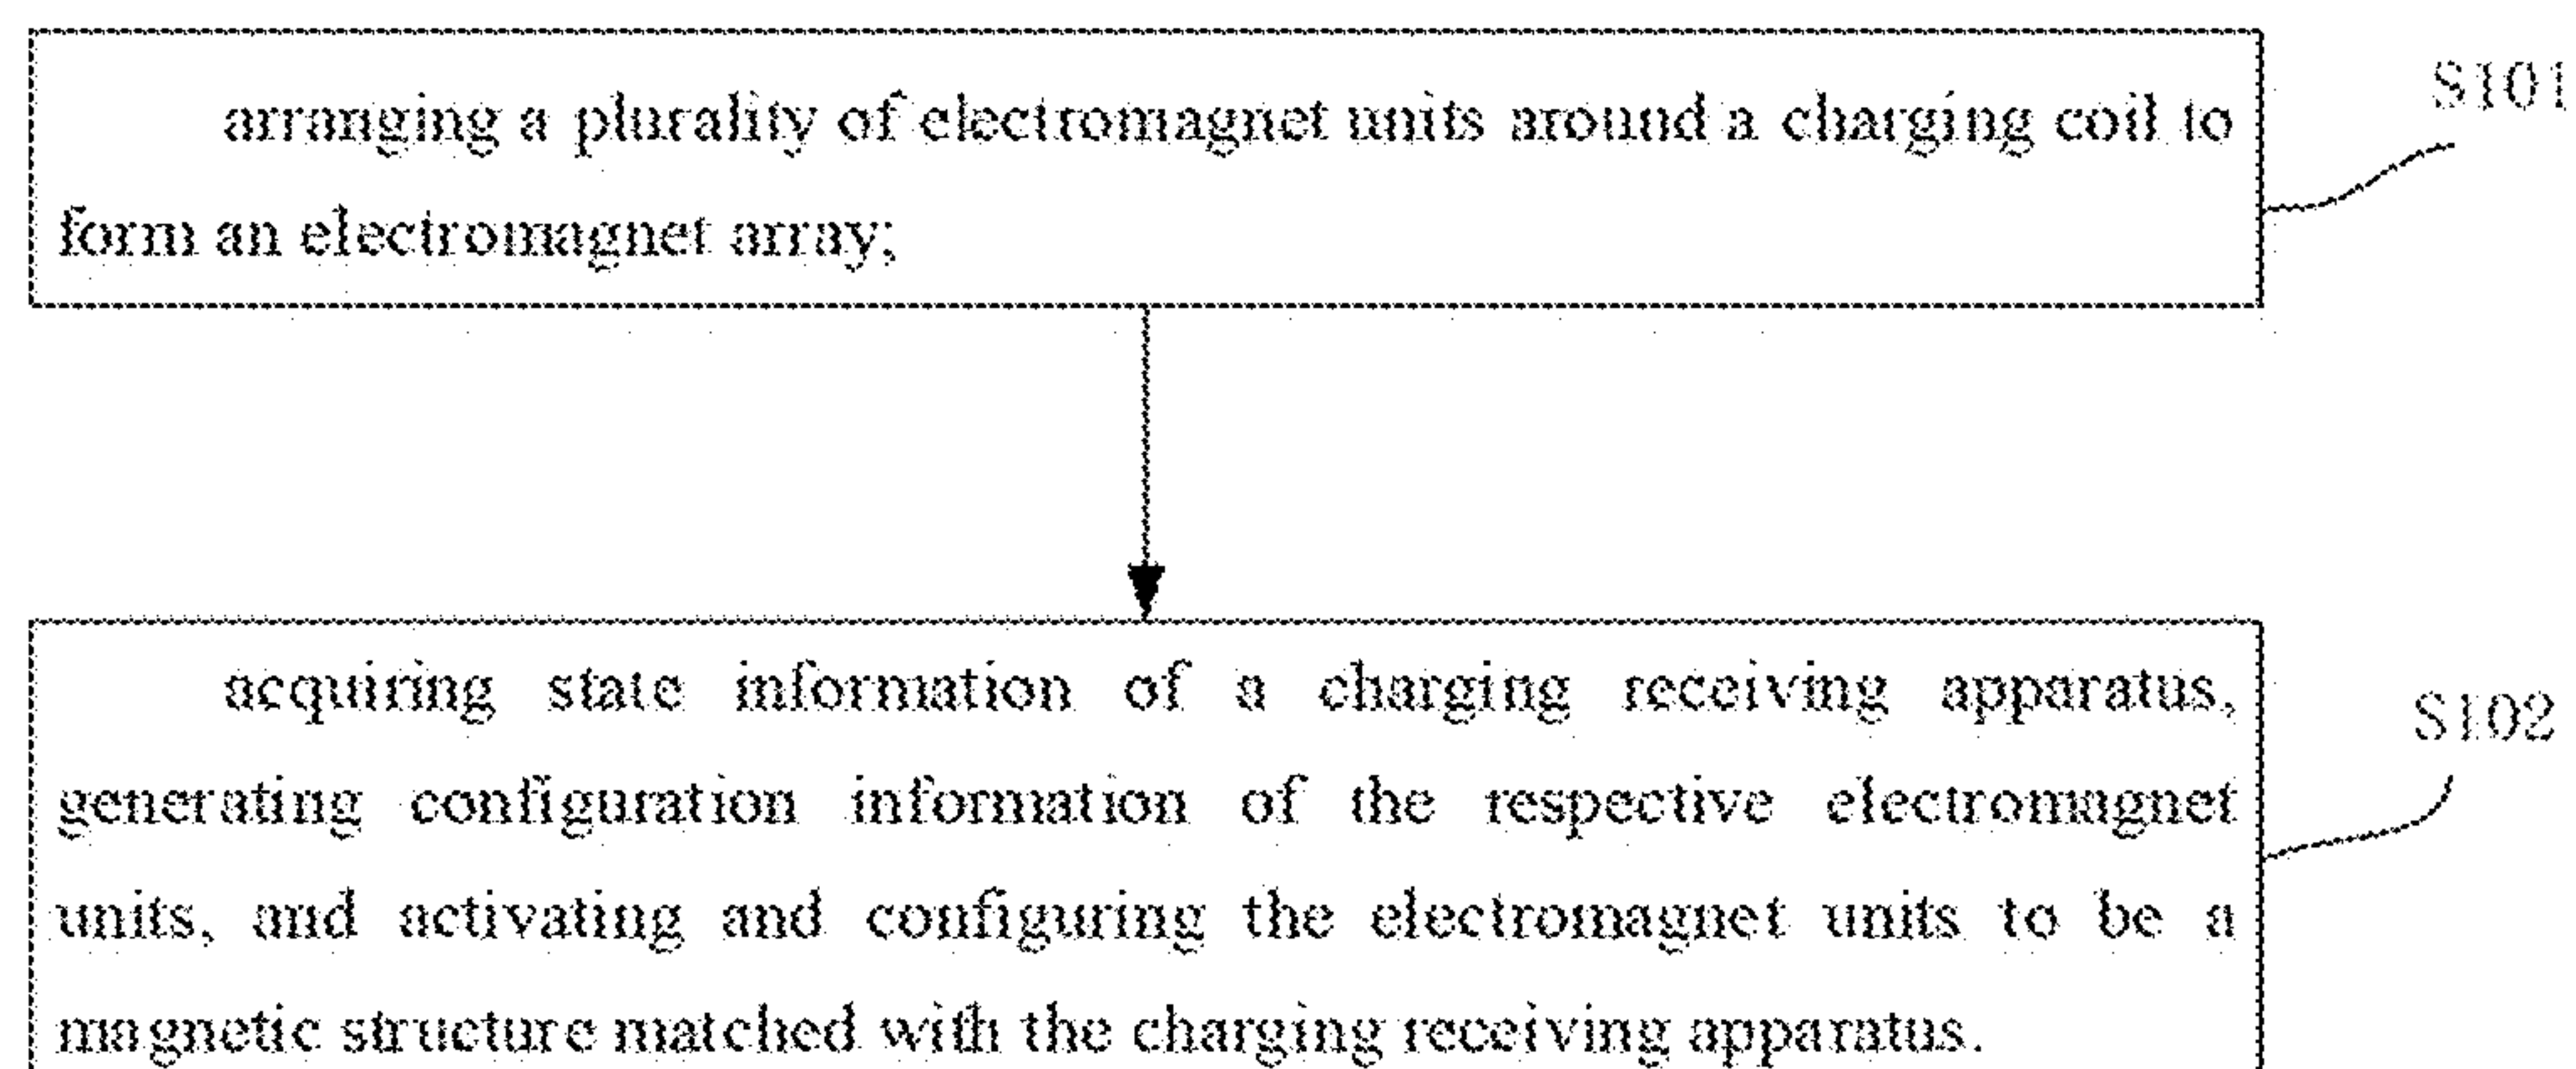 S101
arranging a plurality of electromagnet units around a charging coil to
form an electromagnet array;
acquiring state information of a charging receiving apparatus,
S102
generating configuration information of the respective electromagnet
units, and activating and configuring the electromagnet units to be a
magnetic structure matched with the charging receiving apparatus.